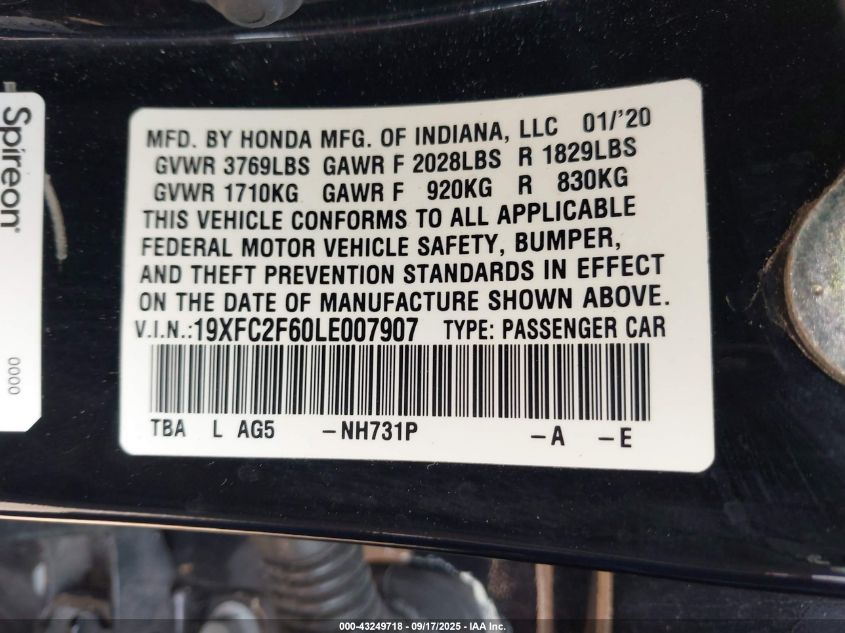 Spireon
0000
MFD. BY HONDA MFG. OF INDIANA, LLC 01/'20
GVWR 3769LBS GAWR F 2028LBS R 1829LBS
GVWR 1710KG GAWR F 920KG R 830KG
THIS VEHICLE CONFORMS TO ALL APPLICABLE
FEDERAL MOTOR VEHICLE SAFETY, BUMPER,
AND THEFT PREVENTION STANDARDS IN EFFECT
ON THE DATE OF MANUFACTURE SHOWN ABOVE.
V.I.N.:19XFC2F60LE007907 TYPE: PASSENGER CAR
TBA L AG5 -NH731P -A -E
000-43249718 - 09/17/2025 - IAA Inc.